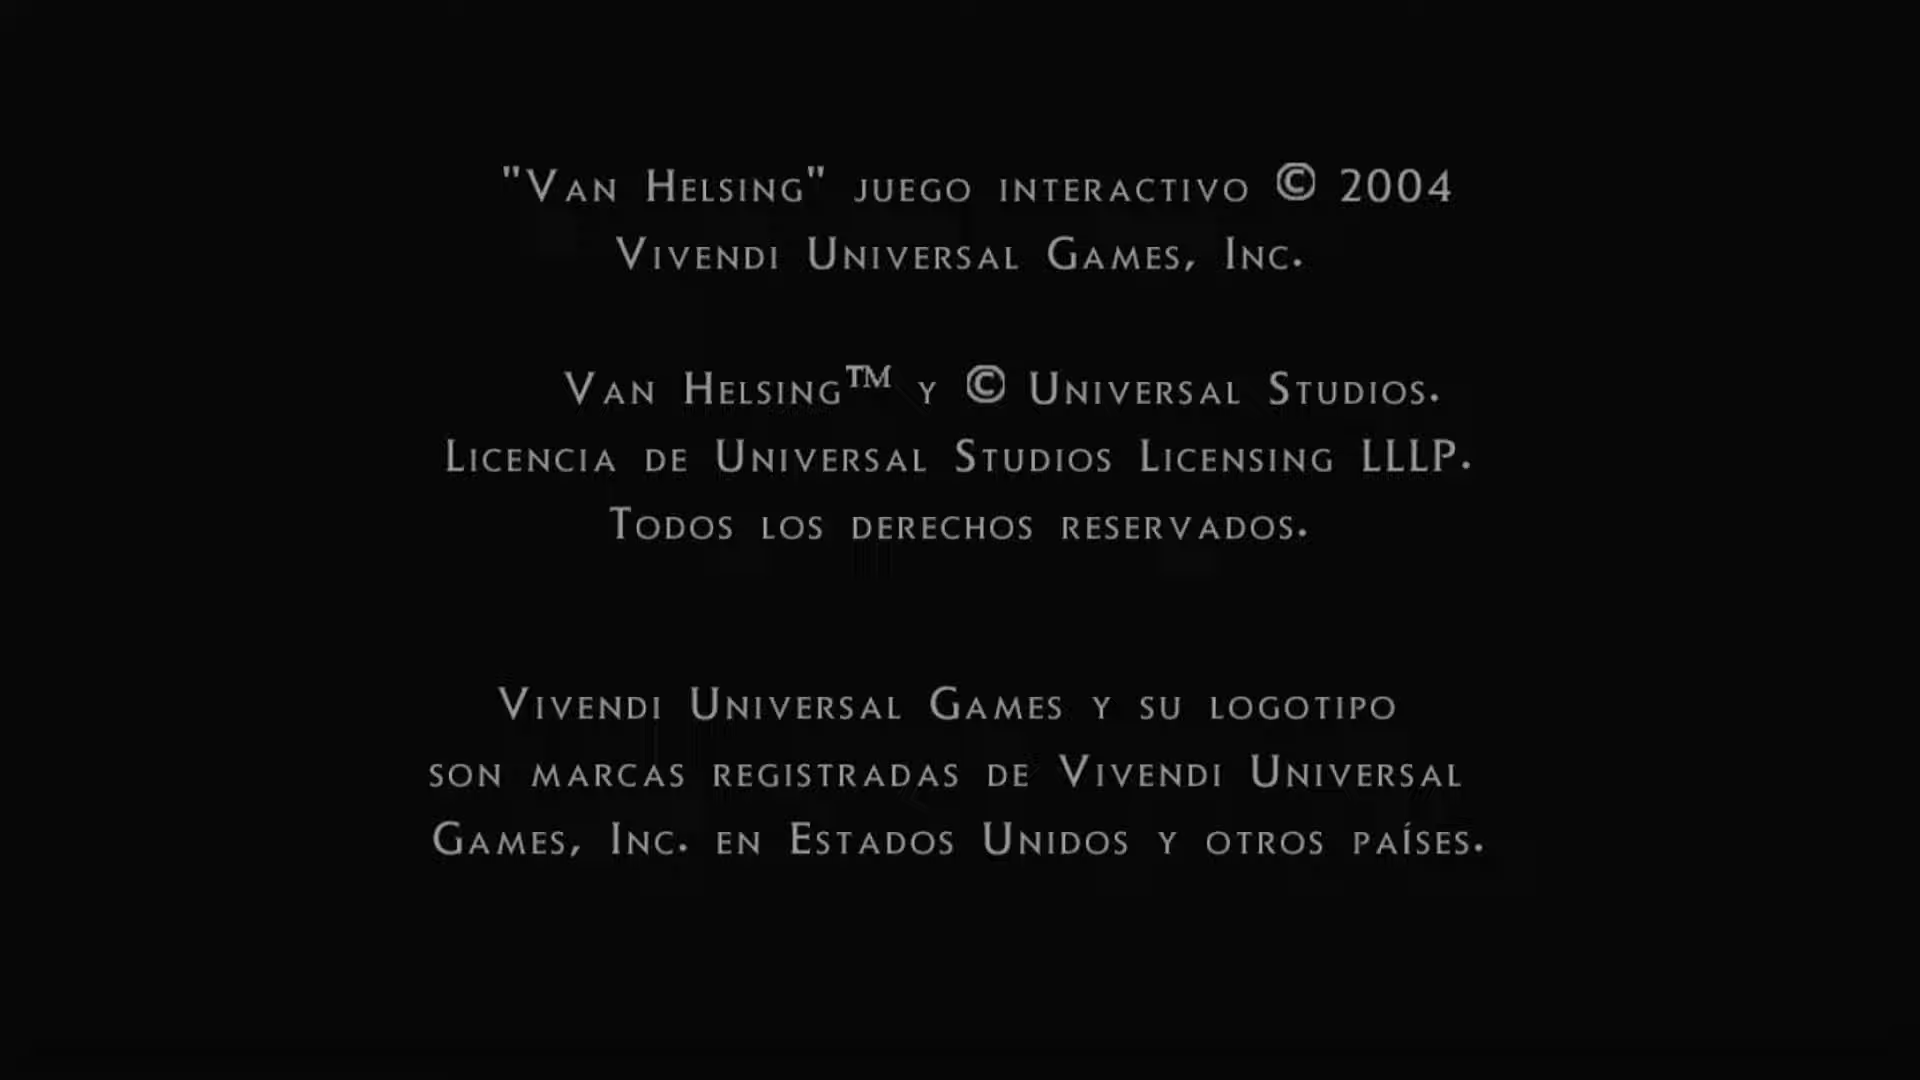 "Van Helsing" juego interactivo © 2004
Vivendi Universal Games, Inc.
Van Helsing™ y © Universal Studios.
Licencia de Universal Studios Licensing LLLP.
Todos los derechos reservados.
Vivendi Universal Games y su logotipo
son marcas registradas de Vivendi Universal
Games, Inc. en Estados Unidos y otros países.